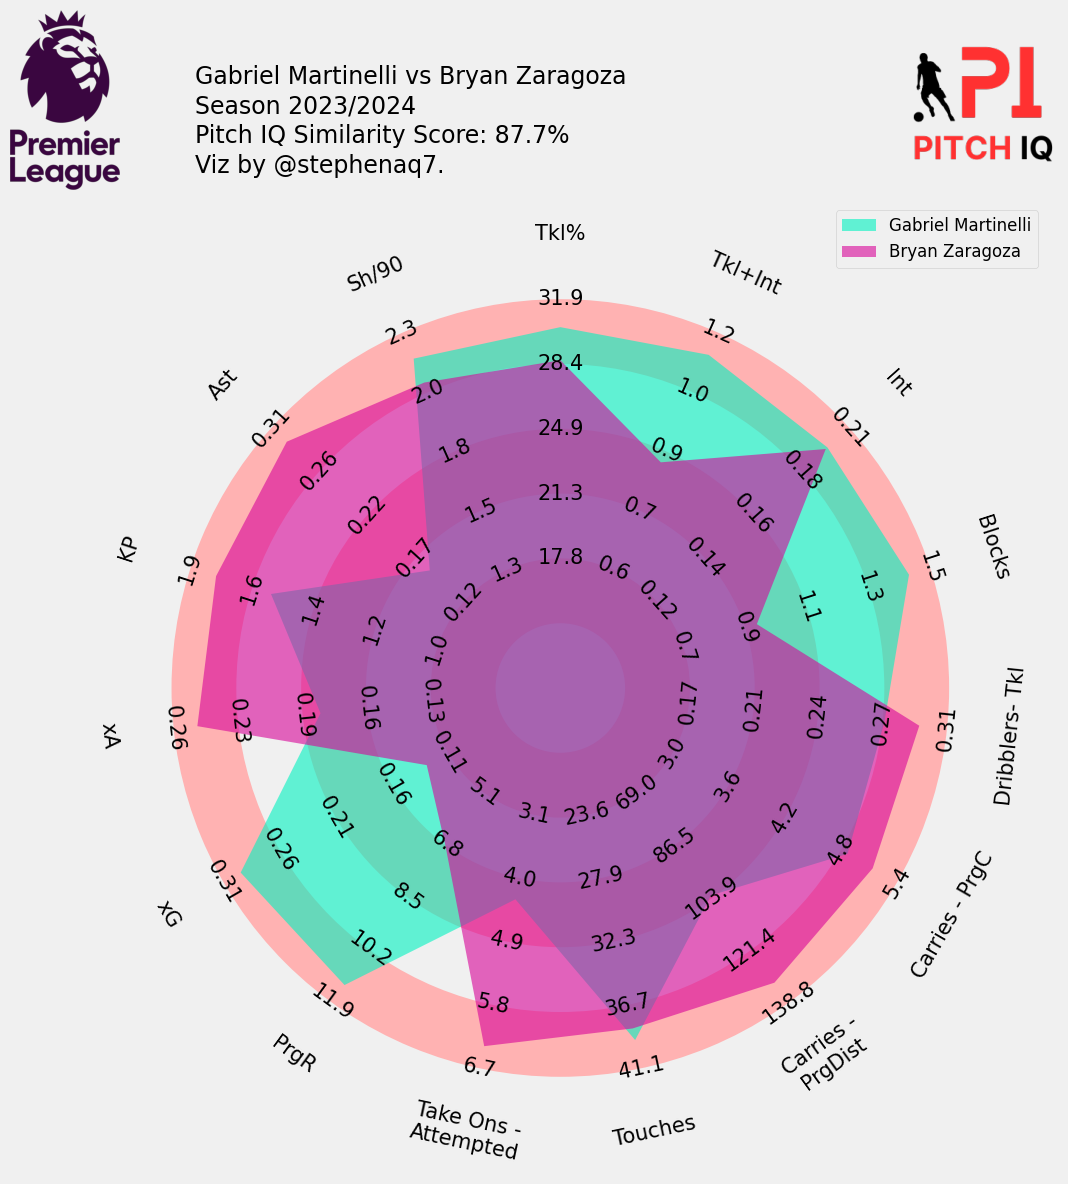 Gabriel Martinelli vs Bryan Zaragoza
Season 2023/2024
Pitch IQ Similarity Score: 87.7%
Viz by @stephenaq7.
Premier
League
PI
PITCH IQ
Gabriel Martinelli
Bryan Zaragoza
Tkl%
31.9
28.4
24.9
21.3
17.8
Tkl+Int
1.2
1.0
0.9
0.7
0.6
Int
0.21
0.18
0.16
0.14
0.12
Blocks
1.5
1.3
1.1
0.9
0.7
Dribblers- Tkl
0.31
0.27
0.24
0.21
0.17
Carries - PrgC
5.4
4.8
4.2
3.6
3.0
Carries -
PrgDist
138.8
121.4
103.9
86.5
69.0
Touches
41.1
36.7
32.3
27.9
23.6
Take Ons -
Attempted
6.7
5.8
4.9
4.0
3.1
PrgR
11.9
10.2
8.5
6.8
5.1
xG
0.31
0.26
0.21
0.16
0.11
xA
0.26
0.23
0.19
0.16
0.13
KP
1.9
1.6
1.4
1.2
1.0
Ast
0.31
0.26
0.22
0.17
0.12
Sh/90
2.3
2.0
1.8
1.5
1.3